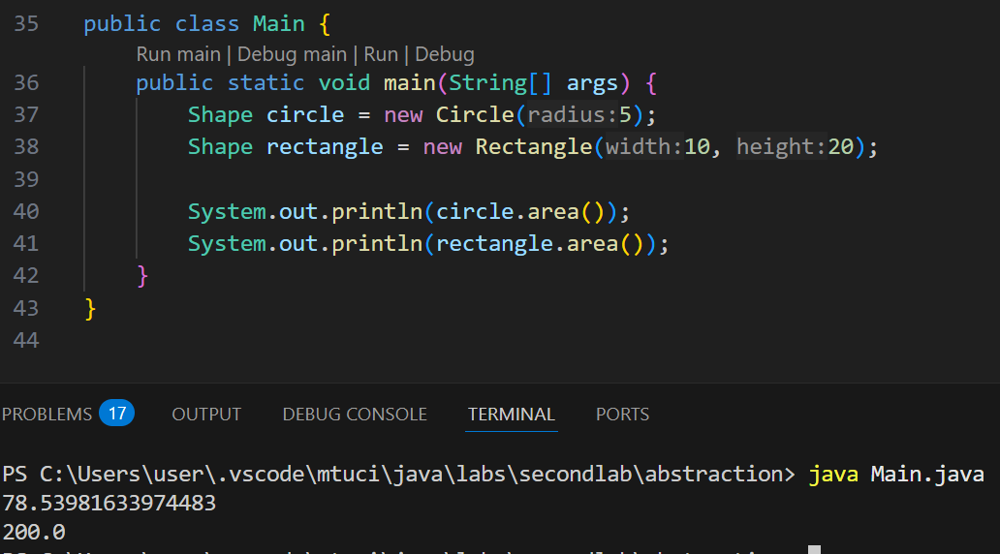 35 public class Main {
Run main | Debug main | Run | Debug
36 public static void main(String[] args) {
37 Shape circle = new Circle(radius:5);
38 Shape rectangle = new Rectangle(width:10, height:20);
39
40 System.out.println(circle.area());
41 System.out.println(rectangle.area());
42 }
43 }
44
PROBLEMS 17 OUTPUT DEBUG CONSOLE TERMINAL PORTS
PS C:\Users\user\.vscode\mtuci\java\labs\secondlab\abstraction> java Main.java
78.53981633974483
200.0